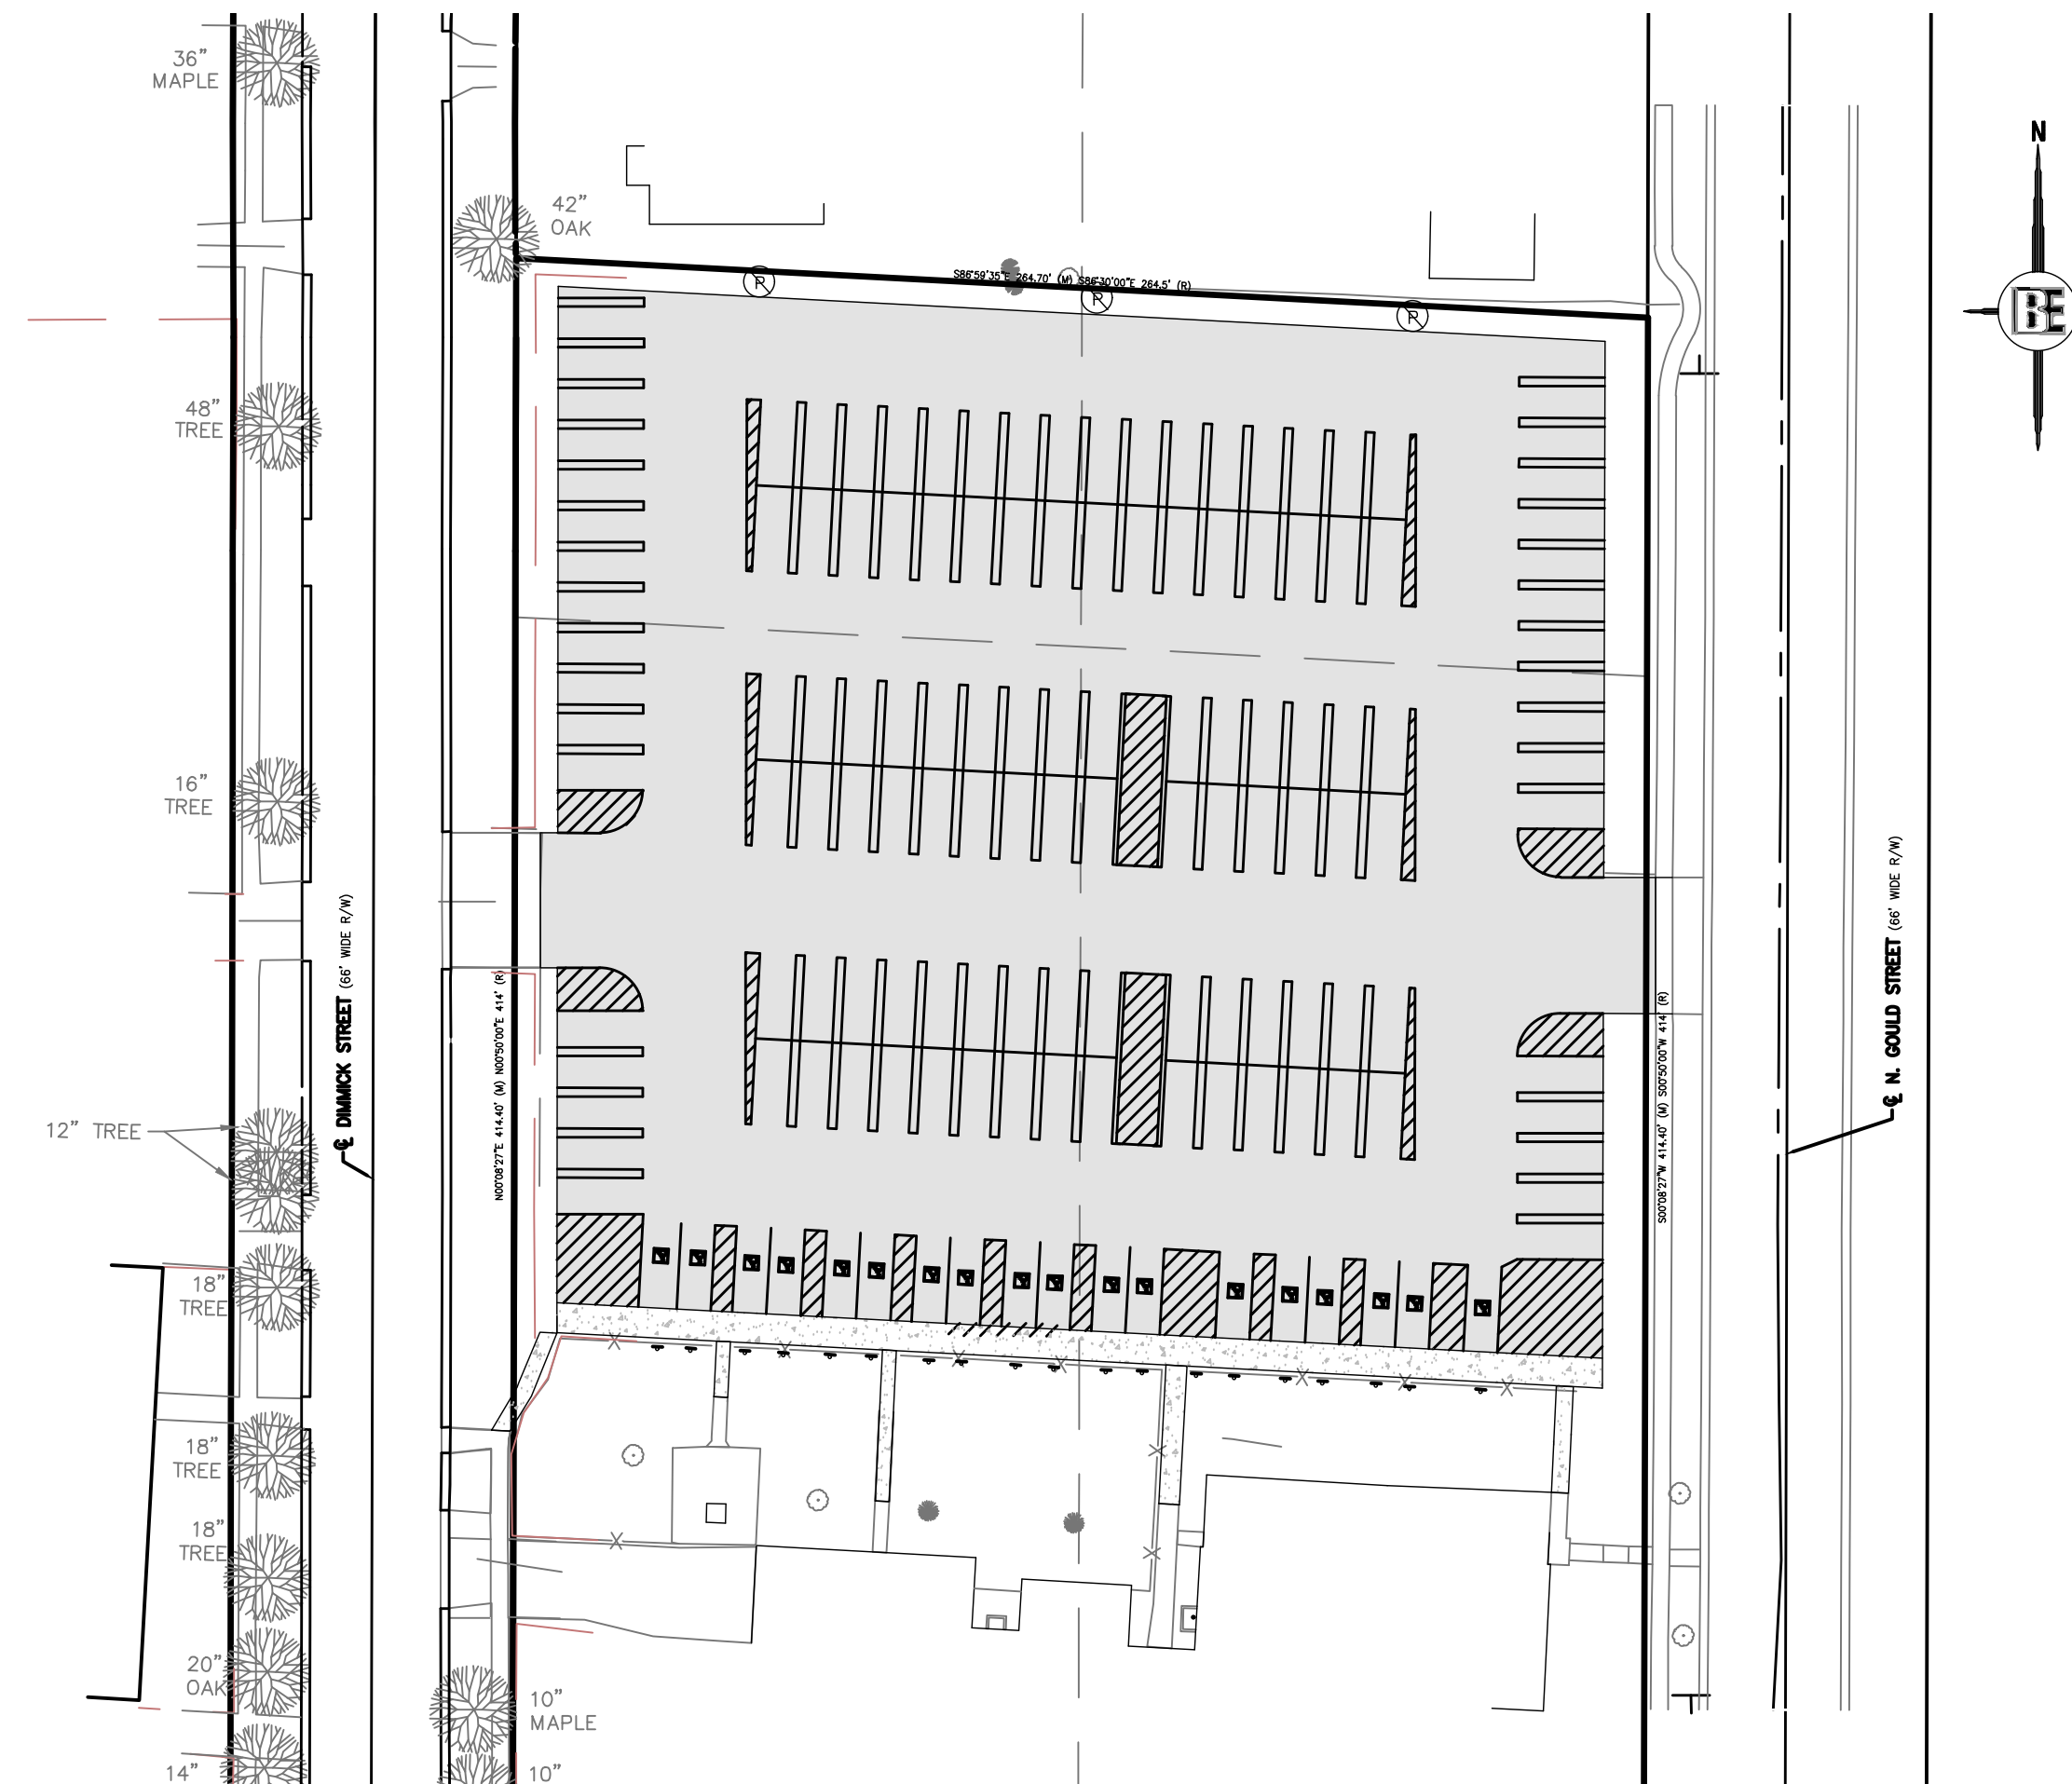 36"
MAPLE
42"
OAK
N
BE
S86°59'35"E 264.70' (M) S86°30'00"E 264.5' (R)
P
P
P
48"
TREE
16"
TREE
℄ DIMMICK STREET (66' WIDE R/W)
N00°08'27"E 414.40' (M) N00°50'00"E 414' (R)
S00°08'27"W 414.40' (M) S00°50'00"W 414' (R)
℄ N. GOULD STREET (66' WIDE R/W)
12" TREE
18"
TREE
18"
TREE
18"
TREE
20"
OAK
10"
MAPLE
14"
10"